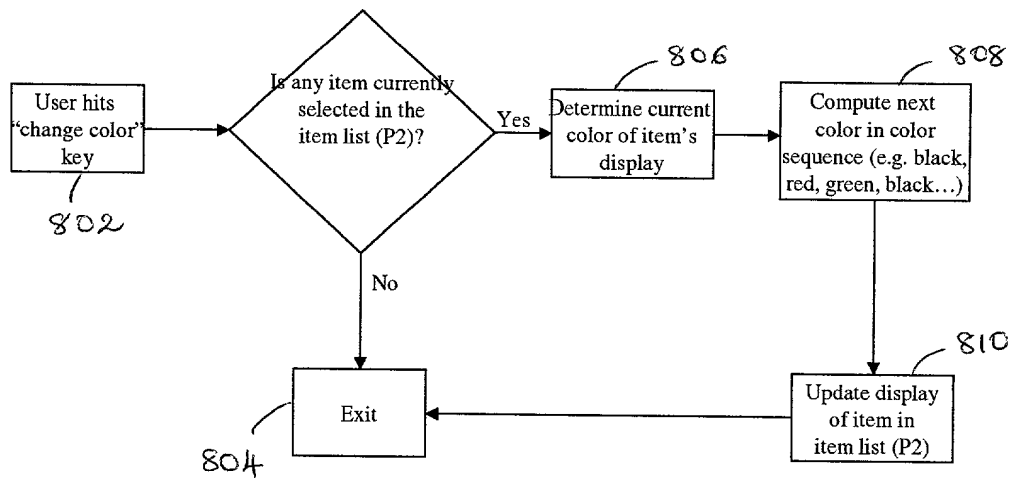 User hits
“change color”
key
802
Is any item currently
selected in the
item list (P2)?
Yes
No
806
Determine current
color of item’s
display
808
Compute next
color in color
sequence (e.g. black,
red, green, black…)
810
Update display
of item in
item list (P2)
Exit
804